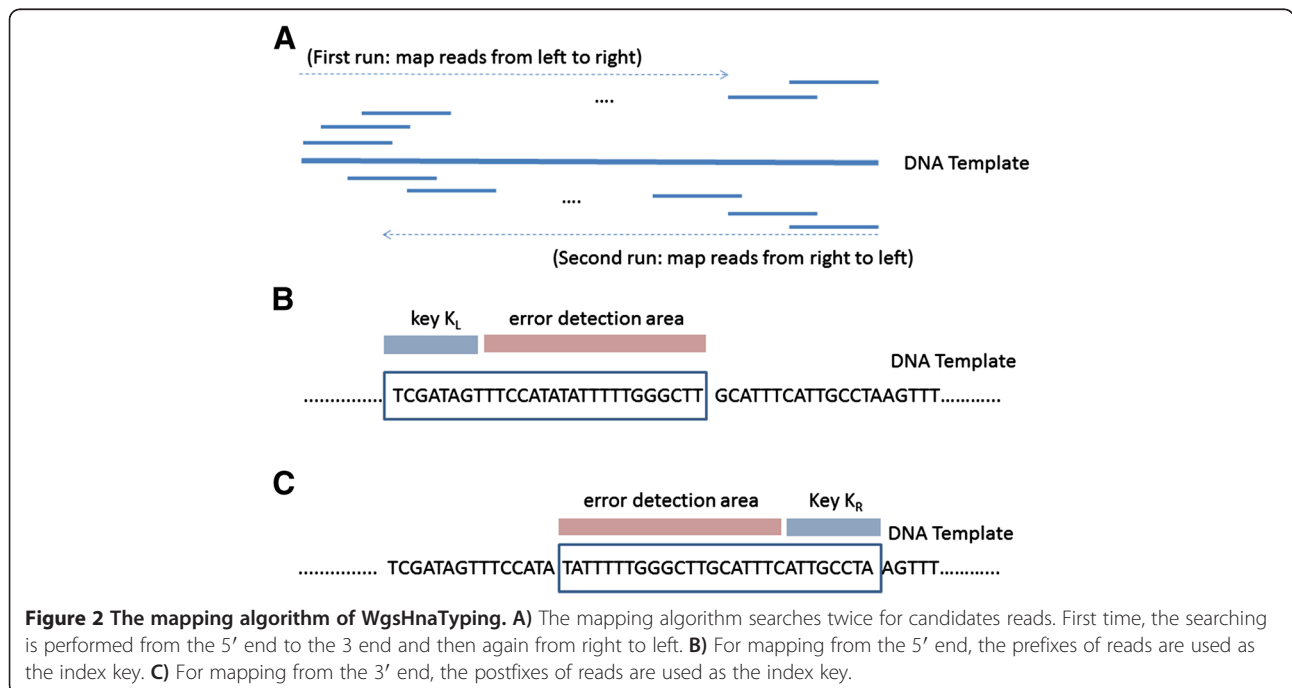 A
(First run: map reads from left to right)
....
DNA Template
....
(Second run: map reads from right to left)
B
key KL
error detection area
DNA Template
............... TCGATAGTTTCCATATATTTTTGGGCTT GCATTTCATTGCCTAAGTTT............
C
error detection area
Key KR
DNA Template
............... TCGATAGTTTCCATA TATTTTTGGGCTTGCATTTCATTGCCTA AGTTT............
Figure 2 The mapping algorithm of WgsHnaTyping. A) The mapping algorithm searches twice for candidates reads. First time, the searching
is performed from the 5′ end to the 3 end and then again from right to left. B) For mapping from the 5′ end, the prefixes of reads are used as
the index key. C) For mapping from the 3′ end, the postfixes of reads are used as the index key.